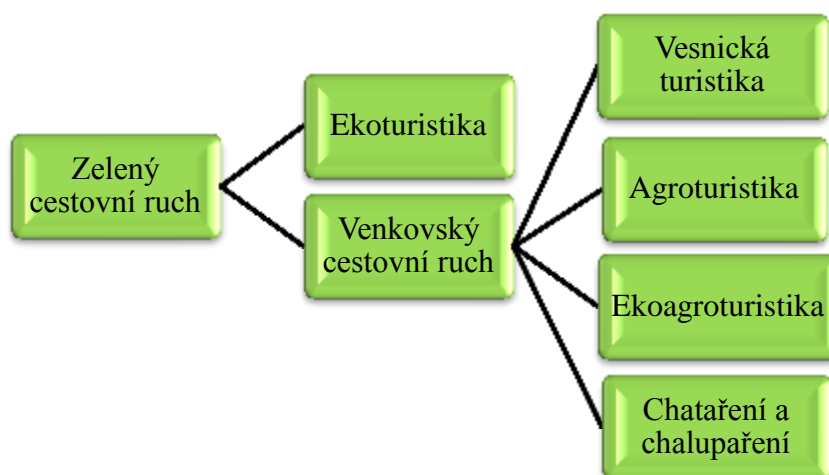 Zelený
cestovní ruch
Ekoturistika
Venkovský
cestovní ruch
Vesnická
turistika
Agroturistika
Ekoagroturistika
Chataření a
chalupaření